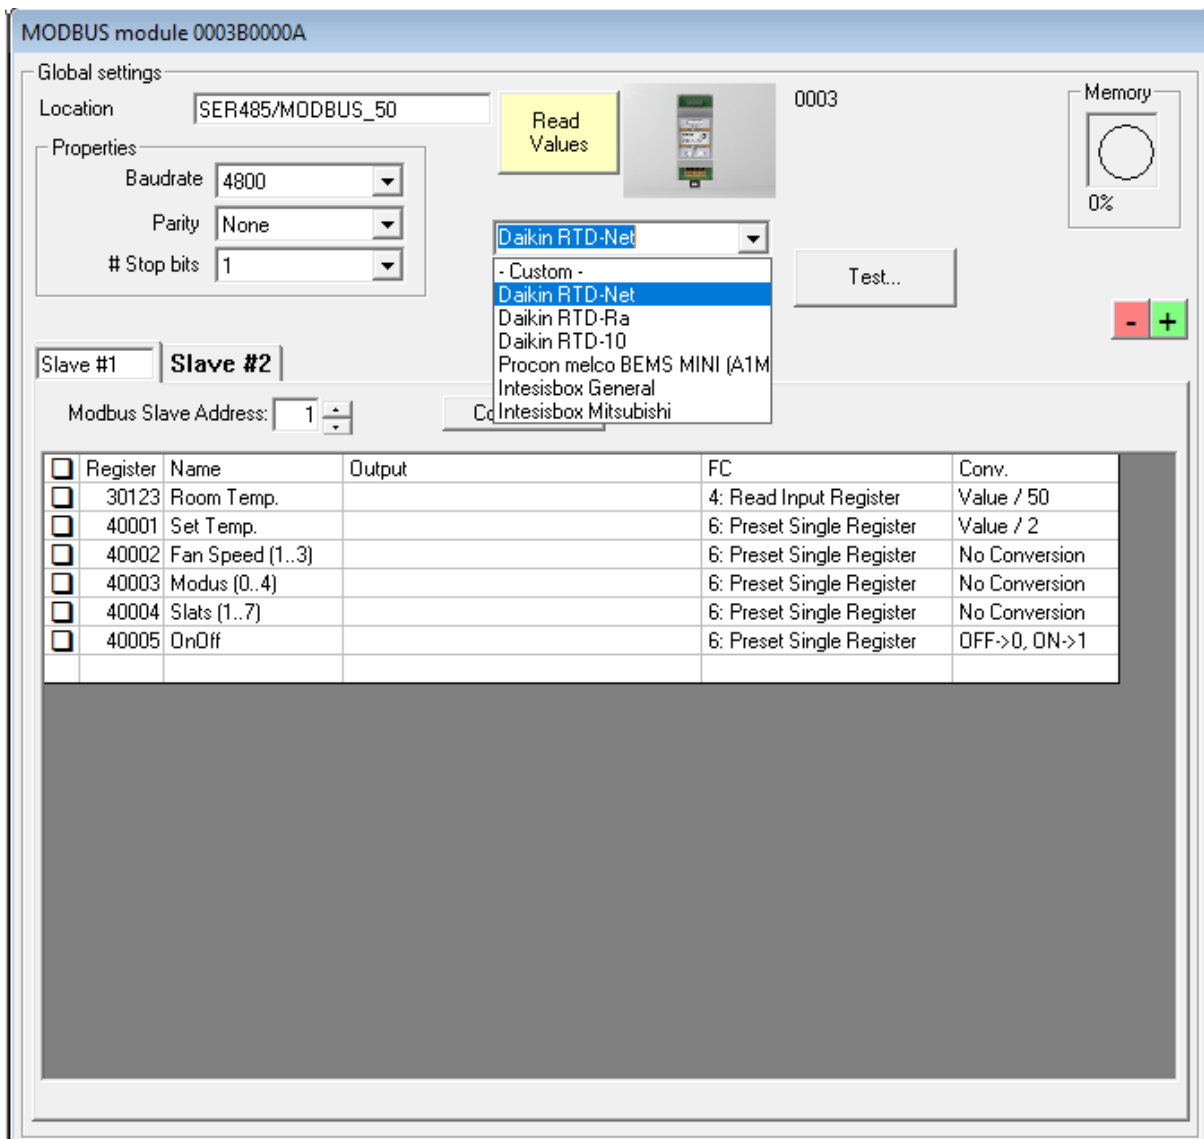 MODBUS module 0003B0000A
Global settings
Location SER485/MODBUS_50
Read
Values
0003
Memory
0%
Properties
Baudrate 4800
Parity None
# Stop bits 1
Daikin RTD-Net
- Custom -
Daikin RTD-Net
Daikin RTD-Ra
Daikin RTD-10
Procon melco BEMS MINI (A1M
Intesisbox General
Intesisbox Mitsubishi
Test...
- +
Slave #1 Slave #2
Modbus Slave Address: 1
Co
Register Name Output FC Conv.
30123 Room Temp. 4: Read Input Register Value / 50
40001 Set Temp. 6: Preset Single Register Value / 2
40002 Fan Speed (1..3) 6: Preset Single Register No Conversion
40003 Modus (0..4) 6: Preset Single Register No Conversion
40004 Slats (1..7) 6: Preset Single Register No Conversion
40005 OnOff 6: Preset Single Register OFF->0, ON->1